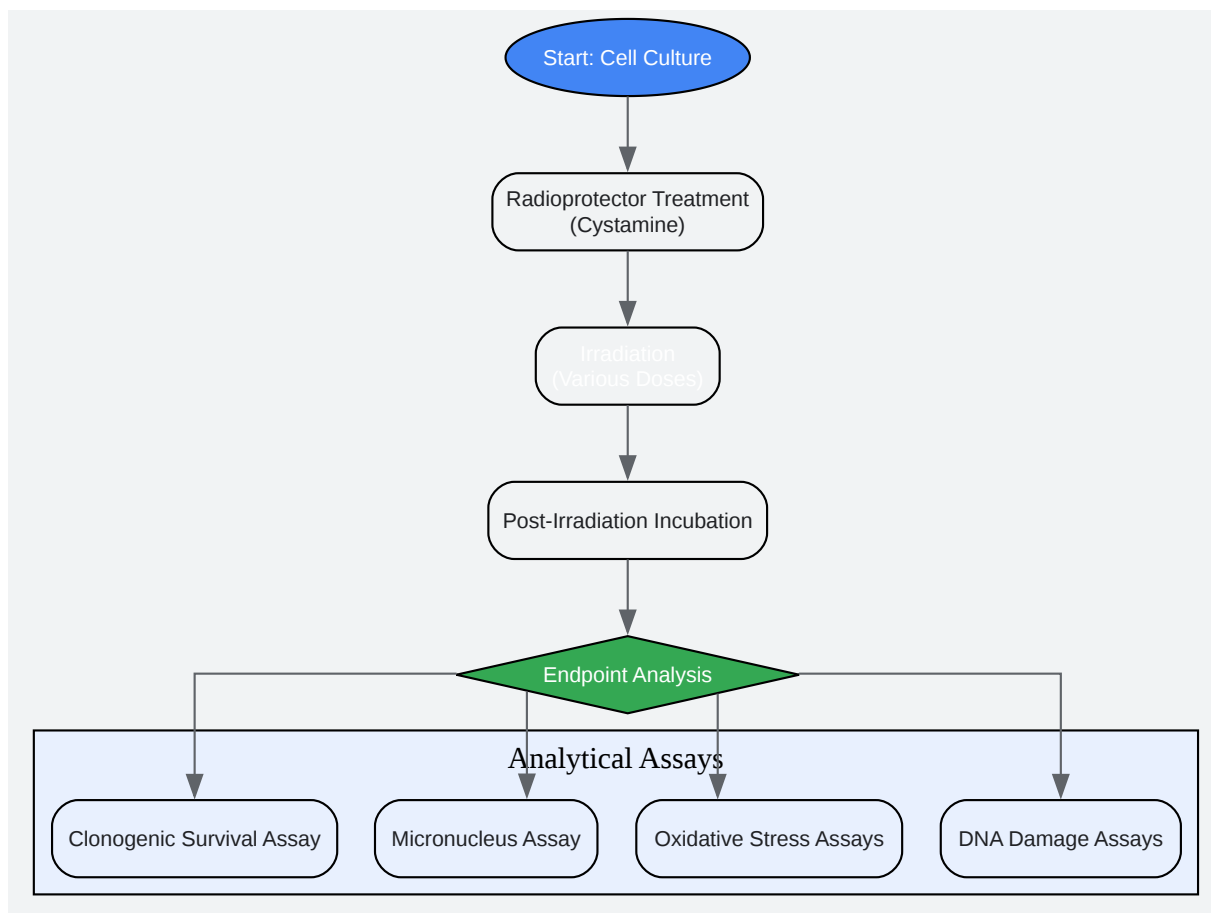 Start: Cell Culture
Radioprotector Treatment
(Cystamine)
Irradiation
(Various Doses)
Post-Irradiation Incubation
Endpoint Analysis
Analytical Assays
Clonogenic Survival Assay
Micronucleus Assay
Oxidative Stress Assays
DNA Damage Assays